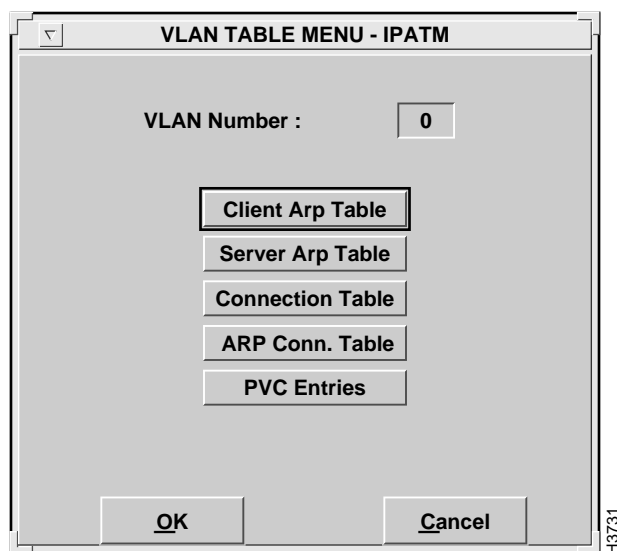 VLAN TABLE MENU - IPATM
VLAN Number : 0
Client Arp Table
Server Arp Table
Connection Table
ARP Conn. Table
PVC Entries
OK Cancel
H3731